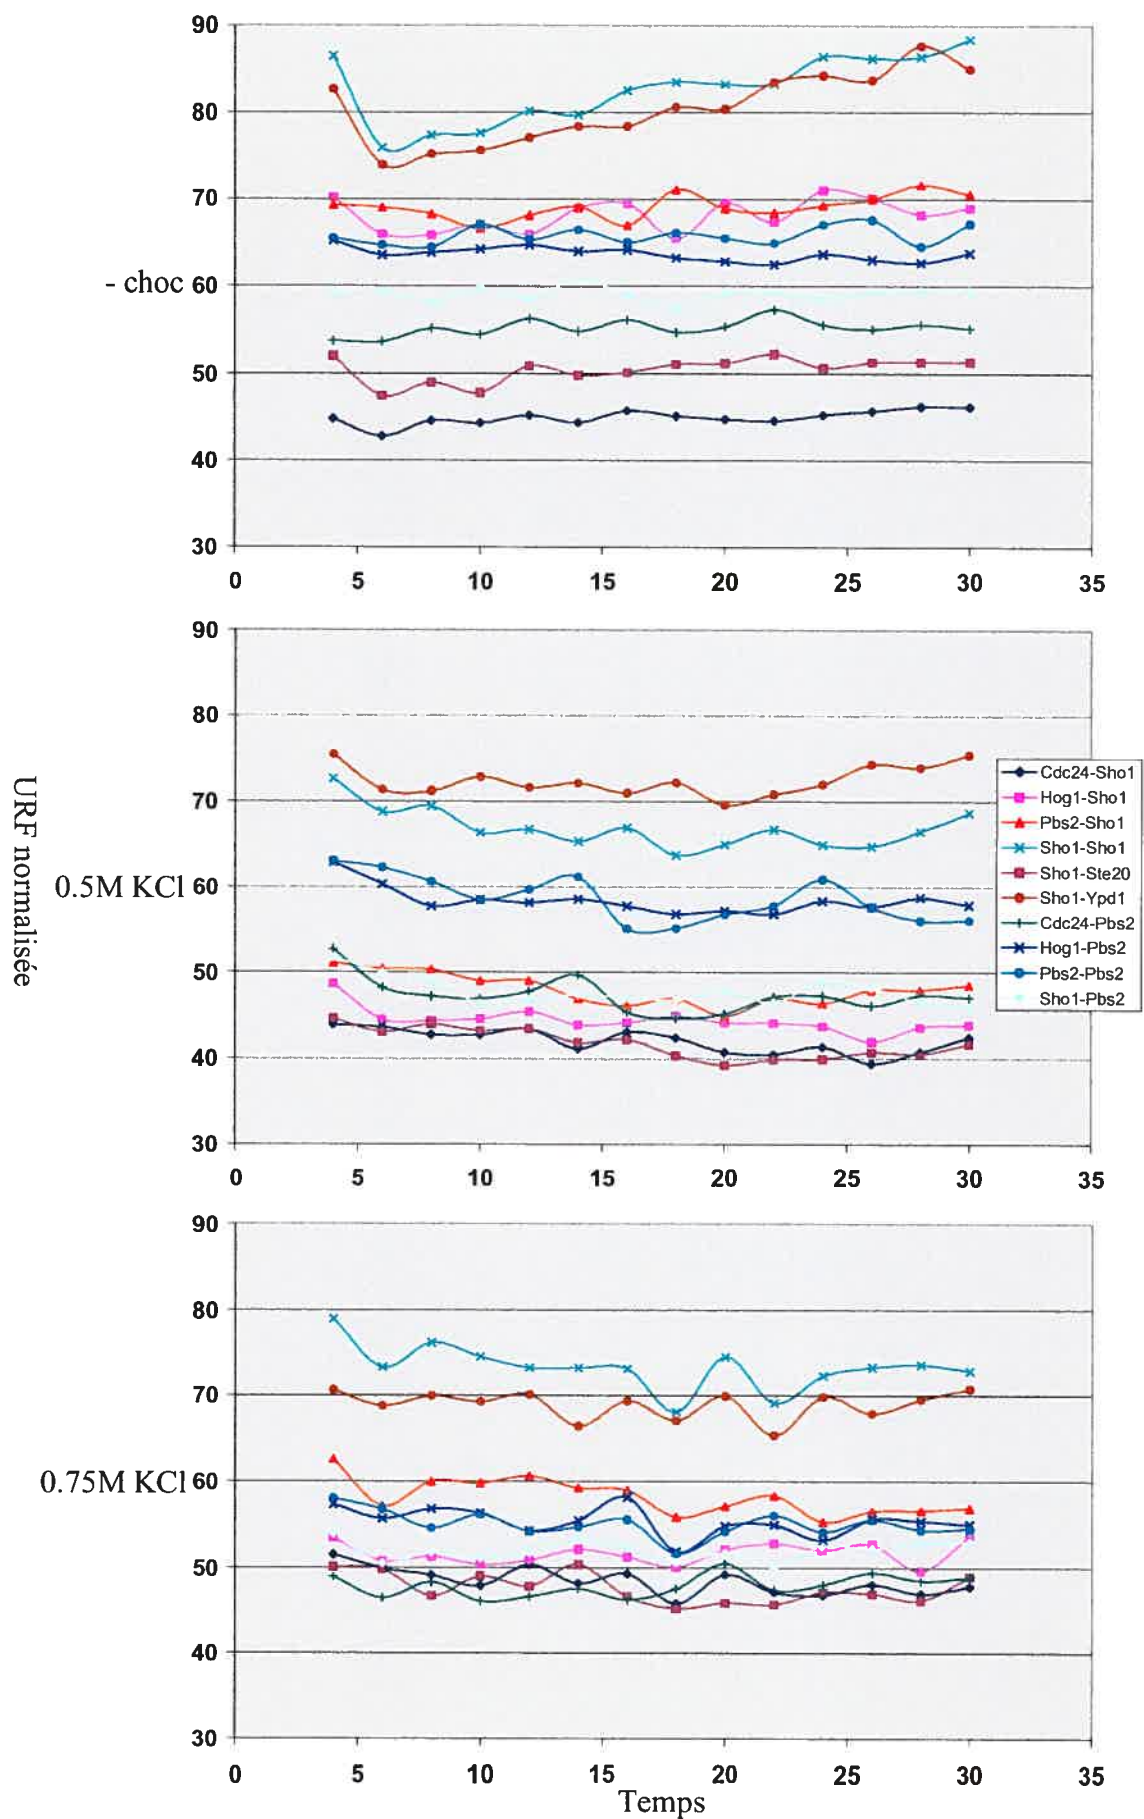 90
80
70
- choc 60
50
40
30
0 5 10 15 20 25 30 35
90
80
70
0.5M KCl 60
50
40
30
0 5 10 15 20 25 30 35
URF normalisée
Cdc24-Sho1
Hog1-Sho1
Pbs2-Sho1
Sho1-Sho1
Sho1-Ste20
Sho1-Ypd1
Cdc24-Pbs2
Hog1-Pbs2
Pbs2-Pbs2
Sho1-Pbs2
90
80
70
0.75M KCl 60
50
40
30
0 5 10 15 20 25 30 35
Temps